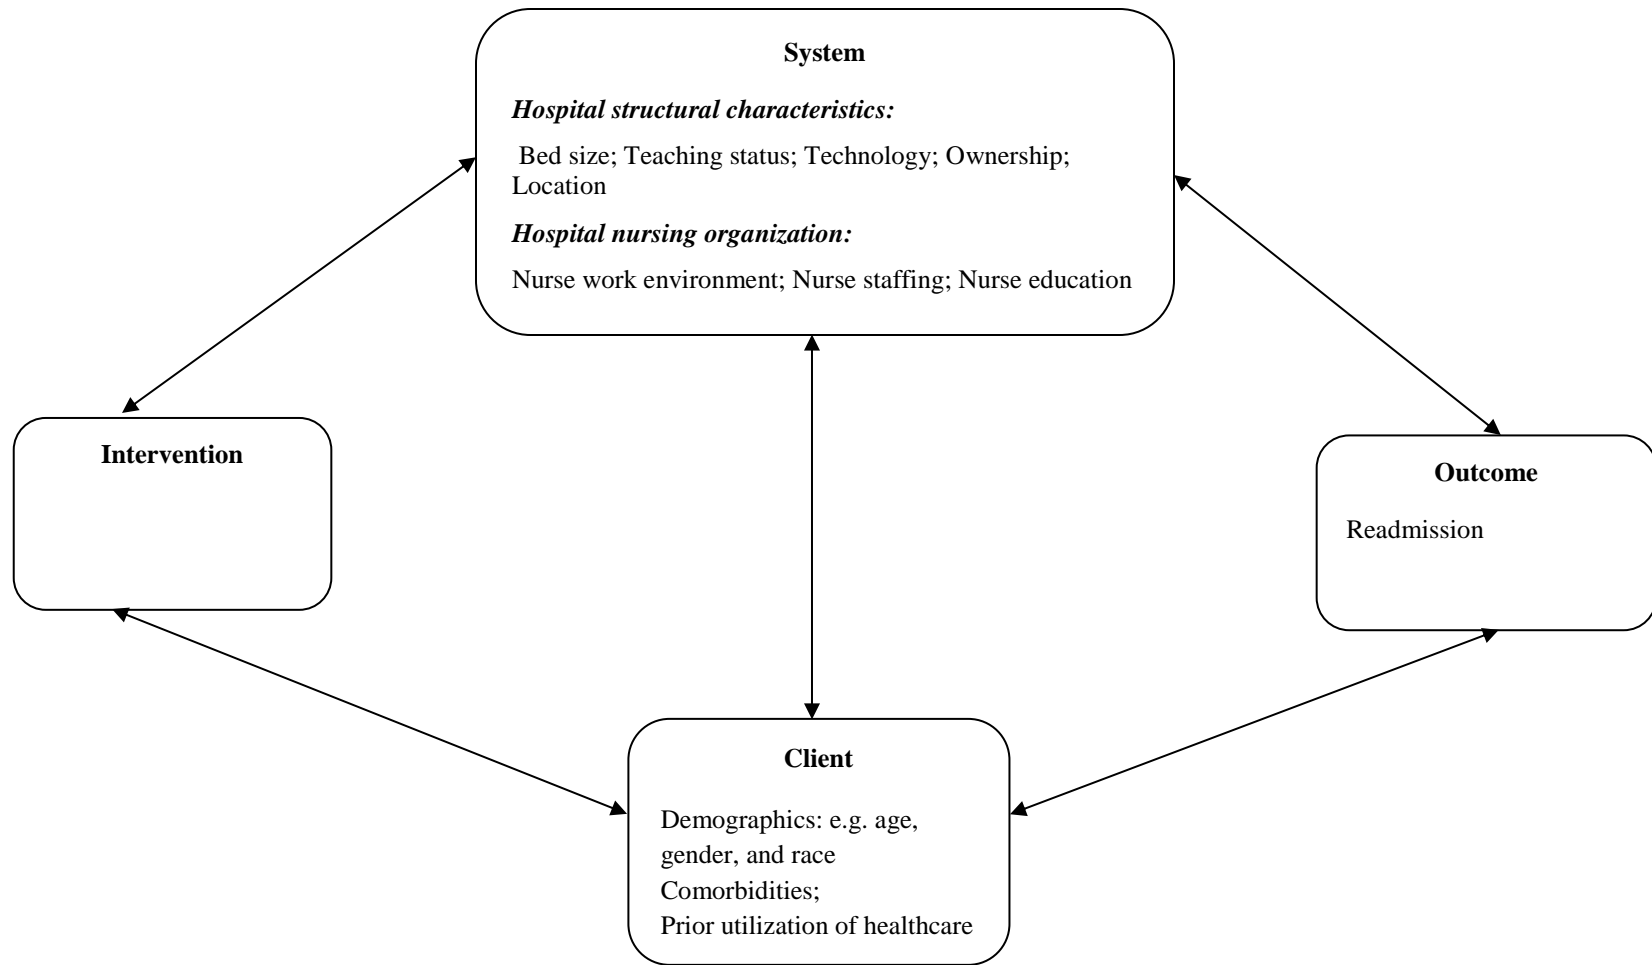 System
Hospital structural characteristics:
Bed size; Teaching status; Technology; Ownership;
Location
Hospital nursing organization:
Nurse work environment; Nurse staffing; Nurse education
Intervention
Outcome
Readmission
Client
Demographics: e.g. age,
gender, and race
Comorbidities;
Prior utilization of healthcare